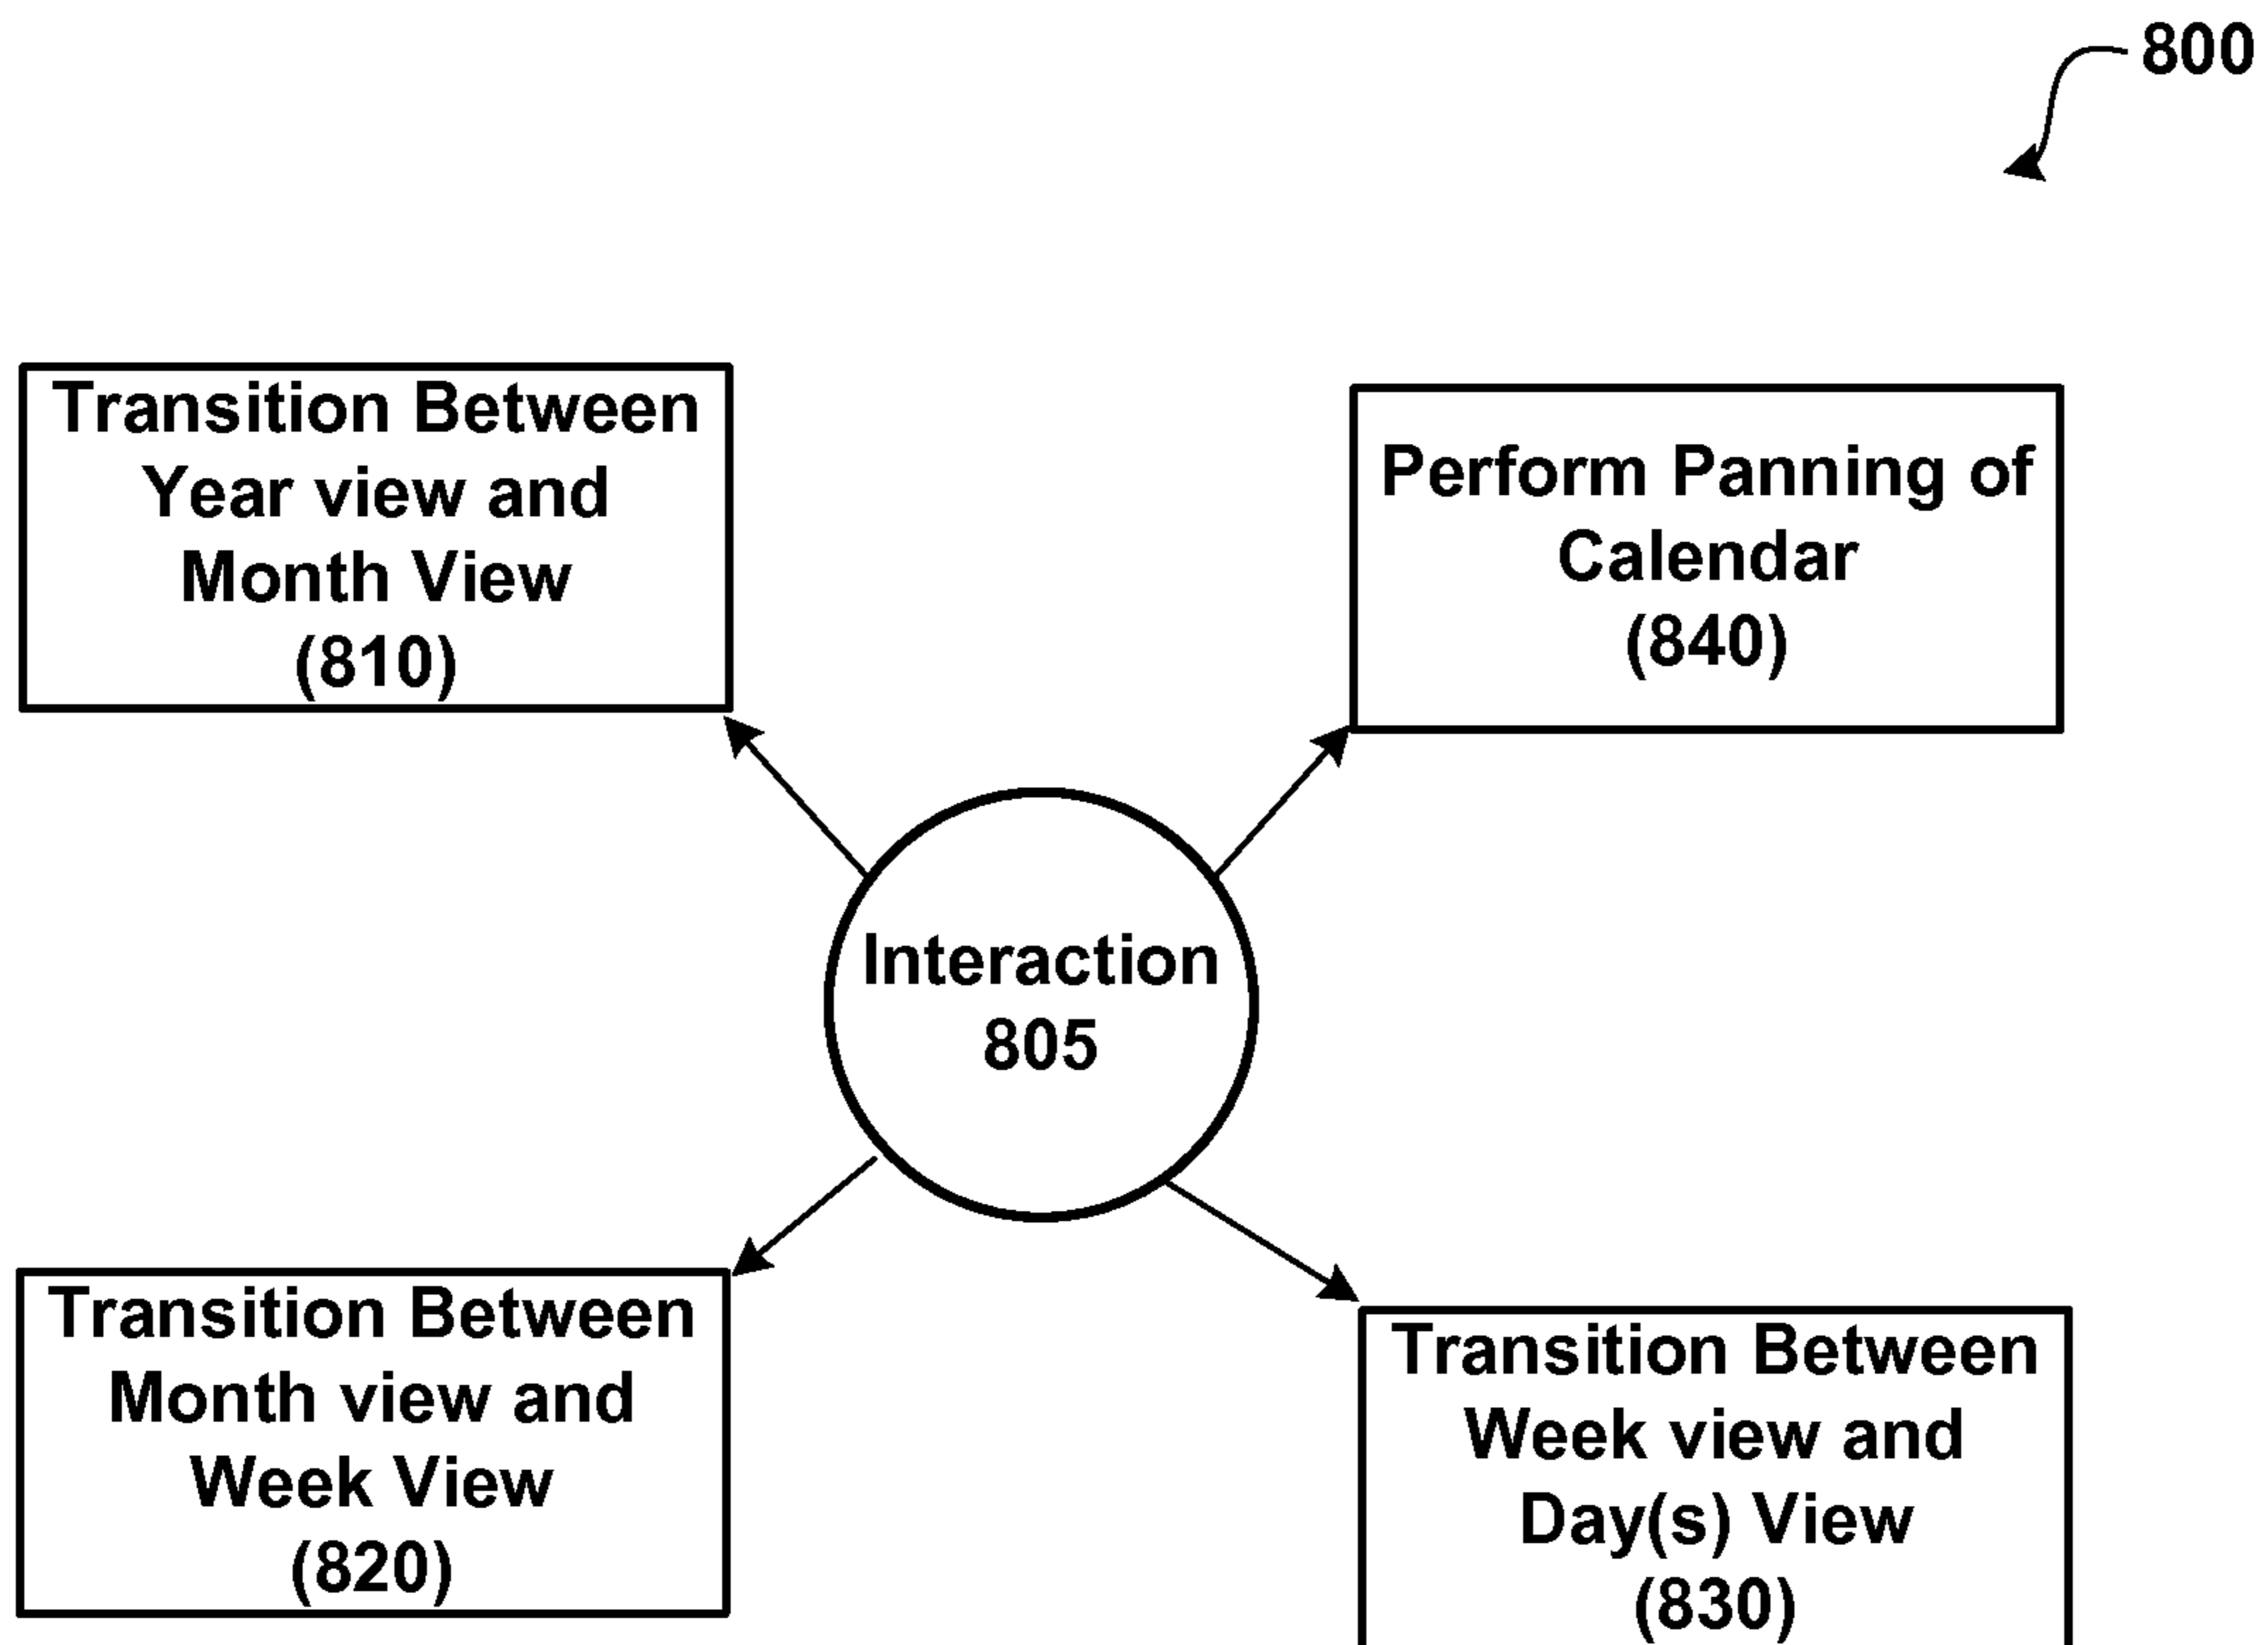 800
Transition Between
Year view and
Month View
(810)
Perform Panning of
Calendar
(840)
Interaction
805
Transition Between
Month view and
Week View
(820)
Transition Between
Week view and
Day(s) View
(830)